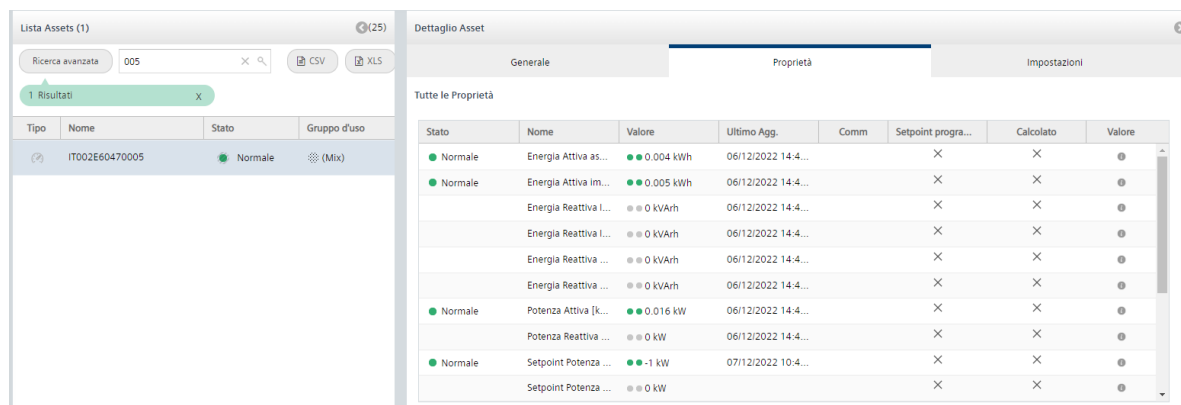 Lista Assets (1) (25)
Ricerca avanzata 005 CSV XLS
1 Risultati X
Tipo Nome Stato Gruppo d'uso
IT002E60470005 Normale (Mix)
Dettaglio Asset
Generale Proprietà Impostazioni
Tutte le Proprietà
Stato Nome Valore Ultimo Agg. Comm Setpoint progra... Calcolato Valore
Normale Energia Attiva as... 0.004 kWh 06/12/2022 14:4...
Normale Energia Attiva im... 0.005 kWh 06/12/2022 14:4...
Energia Reattiva I... 0 kVArh 06/12/2022 14:4...
Energia Reattiva I... 0 kVArh 06/12/2022 14:4...
Energia Reattiva ... 0 kVArh 06/12/2022 14:4...
Energia Reattiva ... 0 kVArh 06/12/2022 14:4...
Normale Potenza Attiva [k... 0.016 kW 06/12/2022 14:4...
Potenza Reattiva ... 0 kW 06/12/2022 14:4...
Normale Setpoint Potenza ... -1 kW 07/12/2022 10:4...
Setpoint Potenza ... 0 kW